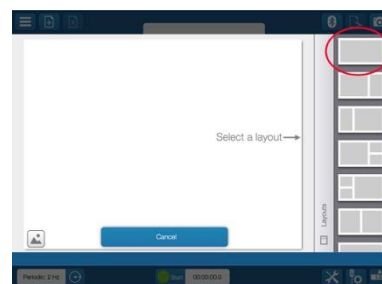 Select a layout
Layouts
Cancel
Periodic: 2 Hz
Start
00:00:00.0